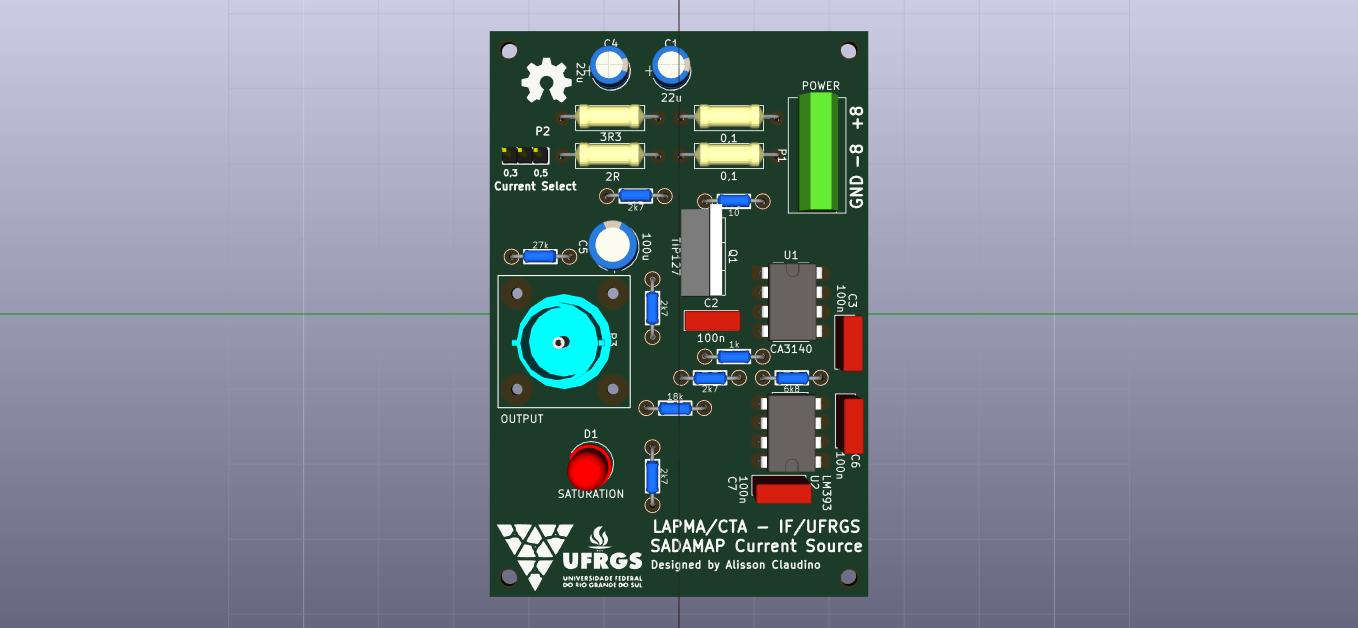 C4
C1
22u
22u
POWER
GND -8 +8
P2
3R3
0,1
P1
0,3 0,5
2R
0,1
Current Select
2k7
10
27k
C5
100u
TIP127
Q1
U1
C2
C3
100n
2k7
100n
P3
1k
CA3140
2k7
6k8
18k
OUTPUT
D1
C6
100n
2k7
SATURATION
C7
100n
U2
LM393
LAPMA/CTA - IF/UFRGS
SADAMAP Current Source
Designed by Alisson Claudino
UFRGS
UNIVERSIDADE FEDERAL
DO RIO GRANDE DO SUL